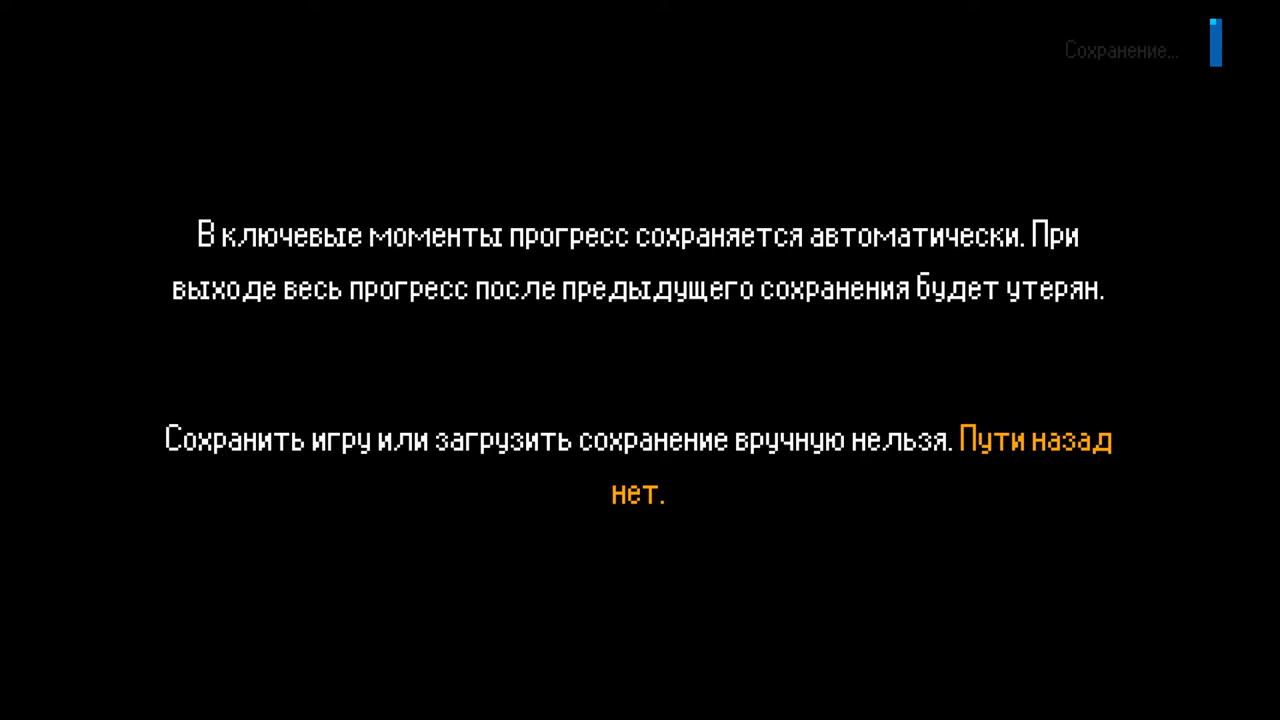 Сохранение...
В ключевые моменты прогресс сохраняется автоматически. При
выходе весь прогресс после предыдущего сохранения будет утерян.
Сохранить игру или загрузить сохранение вручную нельзя. Пути назад
нет.